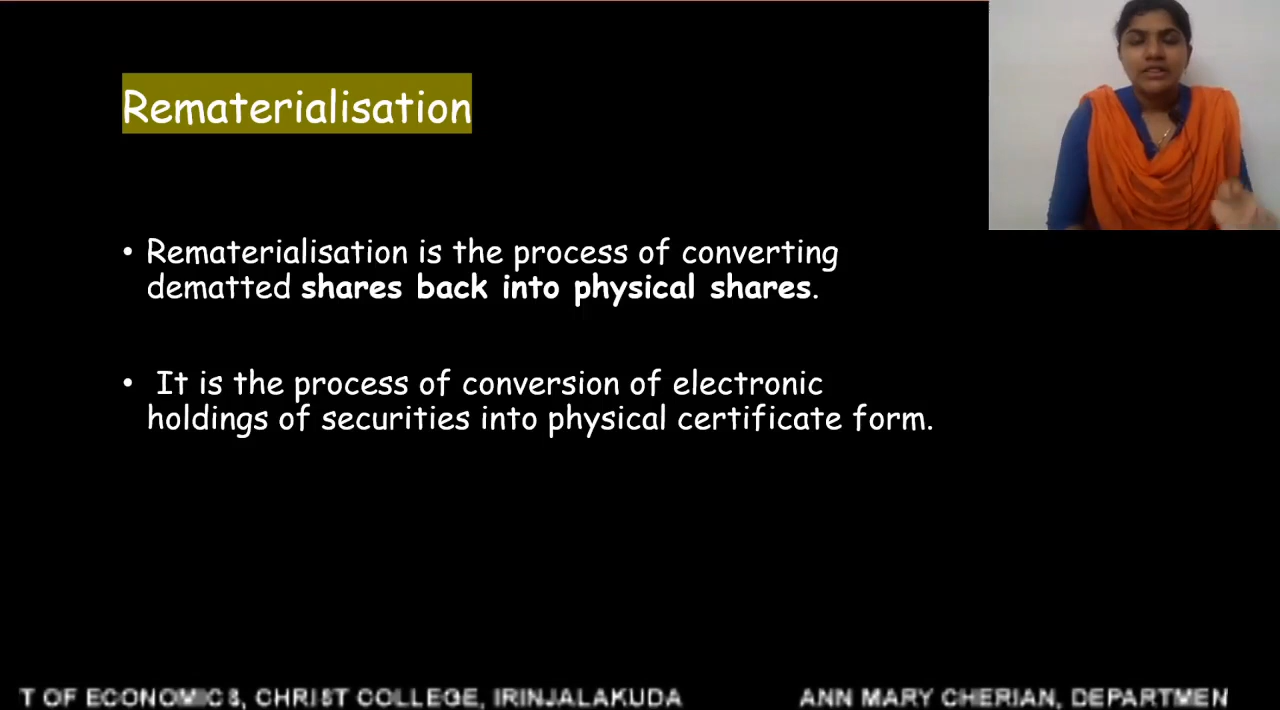 Rematerialisation
• Rematerialisation is the process of converting
dematted shares back into physical shares.
• It is the process of conversion of electronic
holdings of securities into physical certificate form.
T OF ECONOMICS, CHRIST COLLEGE, IRINJALAKUDA ANN MARY CHERIAN, DEPARTMEN